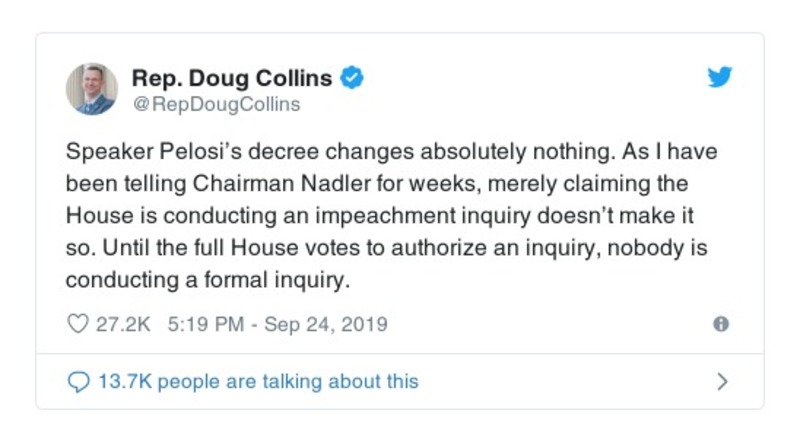 Rep. Doug Collins
@RepDougCollins
Speaker Pelosi’s decree changes absolutely nothing. As I have
been telling Chairman Nadler for weeks, merely claiming the
House is conducting an impeachment inquiry doesn’t make it
so. Until the full House votes to authorize an inquiry, nobody is
conducting a formal inquiry.
27.2K 5:19 PM - Sep 24, 2019
13.7K people are talking about this